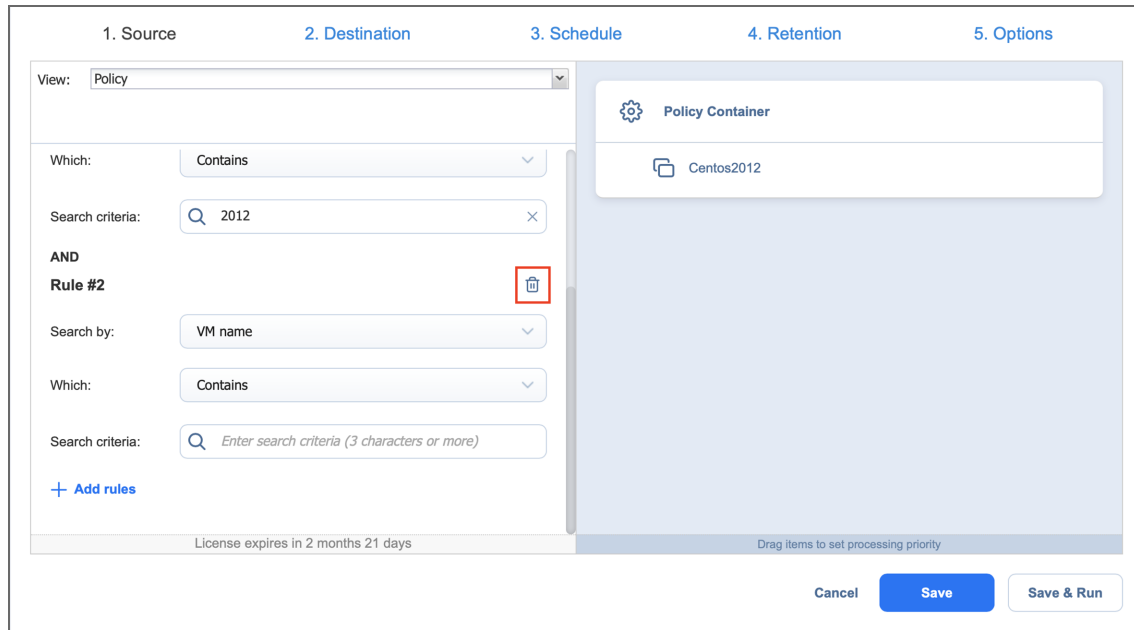 1. Source
2. Destination
3. Schedule
4. Retention
5. Options
View: Policy
Policy Container
Centos2012
Which: Contains
Search criteria: 2012
AND
Rule #2
Search by: VM name
Which: Contains
Search criteria: Enter search criteria (3 characters or more)
+ Add rules
License expires in 2 months 21 days
Drag items to set processing priority
Cancel
Save
Save & Run